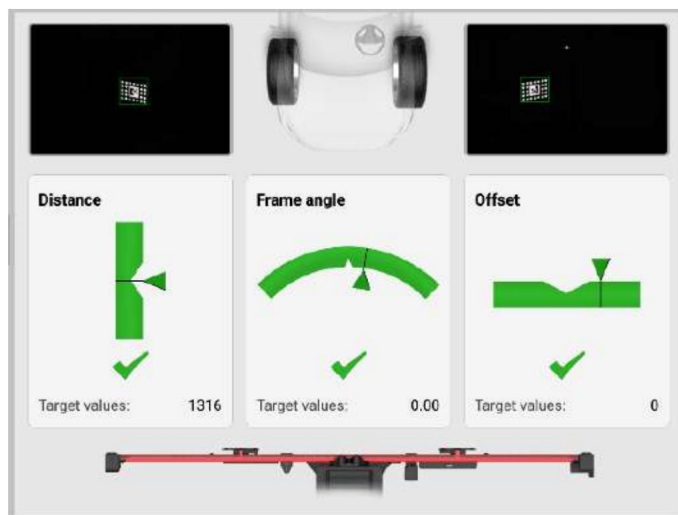 Distance
Frame angle
Offset
Target values: 1316
Target values: 0.00
Target values: 0